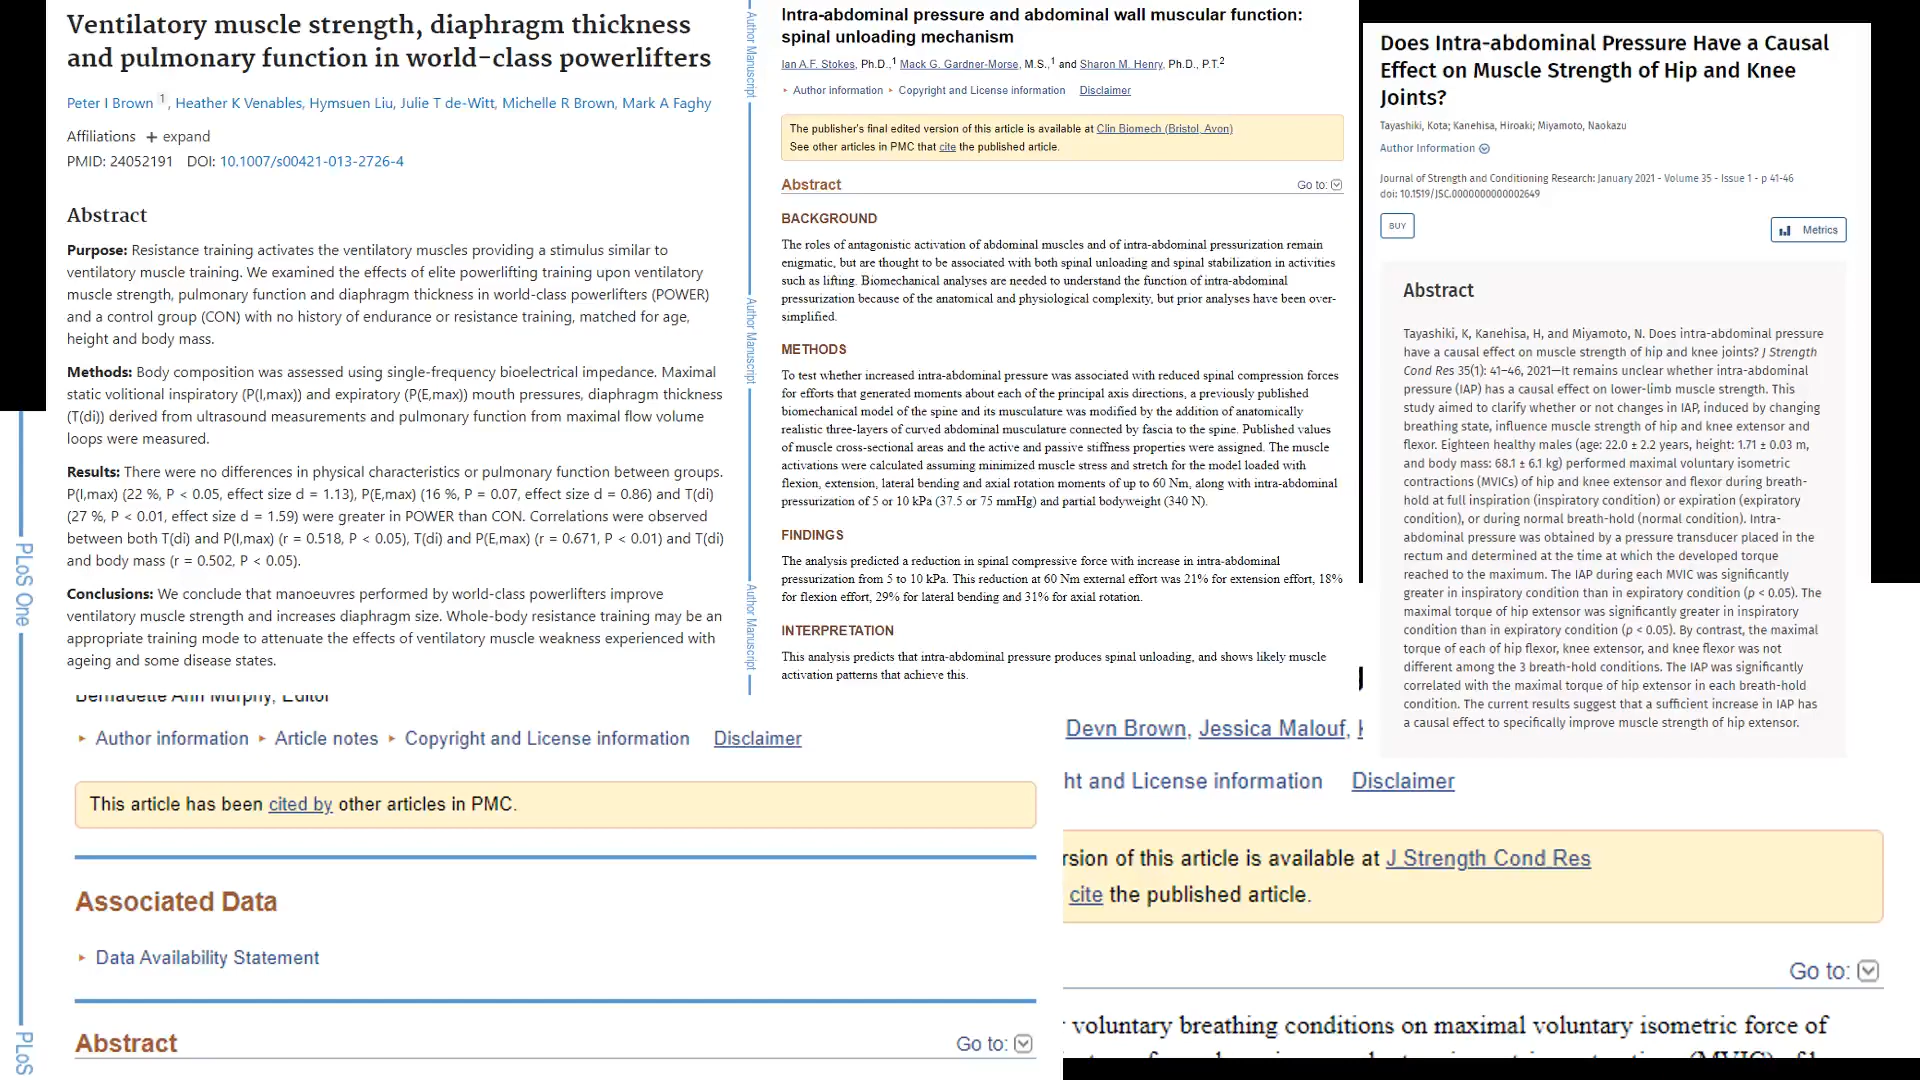 Ventilatory muscle strength, diaphragm thickness
and pulmonary function in world-class powerlifters
Peter I Brown 1, Heather K Venables, Hymsuen Liu, Julie T de-Witt, Michelle R Brown, Mark A Faghy
Affiliations + expand
PMID: 24052191 DOI: 10.1007/s00421-013-2726-4
Abstract
Purpose: Resistance training activates the ventilatory muscles providing a stimulus similar to
ventilatory muscle training. We examined the effects of elite powerlifting training upon ventilatory
muscle strength, pulmonary function and diaphragm thickness in world-class powerlifters (POWER)
and a control group (CON) with no history of endurance or resistance training, matched for age,
height and body mass.
Methods: Body composition was assessed using single-frequency bioelectrical impedance. Maximal
static volitional inspiratory (P(I,max)) and expiratory (P(E,max)) mouth pressures, diaphragm thickness
(T(di)) derived from ultrasound measurements and pulmonary function from maximal flow volume
loops were measured.
Results: There were no differences in physical characteristics or pulmonary function between groups.
P(I,max) (22 %, P < 0.05, effect size d = 1.13), P(E,max) (16 %, P = 0.07, effect size d = 0.86) and T(di)
(27 %, P < 0.01, effect size d = 1.59) were greater in POWER than CON. Correlations were observed
between both T(di) and P(I,max) (r = 0.518, P < 0.05), T(di) and P(E,max) (r = 0.671, P < 0.01) and T(di)
and body mass (r = 0.502, P < 0.05).
Conclusions: We conclude that manoeuvres performed by world-class powerlifters improve
ventilatory muscle strength and increases diaphragm size. Whole-body resistance training may be an
appropriate training mode to attenuate the effects of ventilatory muscle weakness experienced with
ageing and some disease states.
Author Manuscript
Author Manuscript
Author Manuscript
Intra-abdominal pressure and abdominal wall muscular function:
spinal unloading mechanism
Ian A.F. Stokes, Ph.D.,1 Mack G. Gardner-Morse, M.S.,1 and Sharon M. Henry, Ph.D., P.T.2
Author information Copyright and License information Disclaimer
The publisher's final edited version of this article is available at Clin Biomech (Bristol, Avon)
See other articles in PMC that cite the published article.
Abstract Go to:
BACKGROUND
The roles of antagonistic activation of abdominal muscles and of intra-abdominal pressurization remain
enigmatic, but are thought to be associated with both spinal unloading and spinal stabilization in activities
such as lifting. Biomechanical analyses are needed to understand the function of intra-abdominal
pressurization because of the anatomical and physiological complexity, but prior analyses have been over-
simplified.
METHODS
To test whether increased intra-abdominal pressure was associated with reduced spinal compression forces
for efforts that generated moments about each of the principal axis directions, a previously published
biomechanical model of the spine and its musculature was modified by the addition of anatomically
realistic three-layers of curved abdominal musculature connected by fascia to the spine. Published values
of muscle cross-sectional areas and the active and passive stiffness properties were assigned. The muscle
activations were calculated assuming minimized muscle stress and stretch for the model loaded with
flexion, extension, lateral bending and axial rotation moments of up to 60 Nm, along with intra-abdominal
pressurization of 5 or 10 kPa (37.5 or 75 mmHg) and partial bodyweight (340 N).
FINDINGS
The analysis predicted a reduction in spinal compressive force with increase in intra-abdominal
pressurization from 5 to 10 kPa. This reduction at 60 Nm external effort was 21% for extension effort, 18%
for flexion effort, 29% for lateral bending and 31% for axial rotation.
INTERPRETATION
This analysis predicts that intra-abdominal pressure produces spinal unloading, and shows likely muscle
activation patterns that achieve this.
Does Intra-abdominal Pressure Have a Causal
Effect on Muscle Strength of Hip and Knee
Joints?
Tayashiki, Kota; Kanehisa, Hiroaki; Miyamoto, Naokazu
Author Information
Journal of Strength and Conditioning Research: January 2021 - Volume 35 - Issue 1 - p 41-46
doi: 10.1519/JSC.0000000000002649
BUY
Metrics
Abstract
Tayashiki, K, Kanehisa, H, and Miyamoto, N. Does intra-abdominal pressure
have a causal effect on muscle strength of hip and knee joints? J Strength
Cond Res 35(1): 41–46, 2021—It remains unclear whether intra-abdominal
pressure (IAP) has a causal effect on lower-limb muscle strength. This
study aimed to clarify whether or not changes in IAP, induced by changing
breathing state, influence muscle strength of hip and knee extensor and
flexor. Eighteen healthy males (age: 22.0 ± 2.2 years, height: 1.71 ± 0.03 m,
and body mass: 68.1 ± 6.1 kg) performed maximal voluntary isometric
contractions (MVICs) of hip and knee extensor and flexor during breath-
hold at full inspiration (inspiratory condition) or expiration (expiratory
condition), or during normal breath-hold (normal condition). Intra-
abdominal pressure was obtained by a pressure transducer placed in the
rectum and determined at the time at which the developed torque
reached to the maximum. The IAP during each MVIC was significantly
greater in inspiratory condition than in expiratory condition (p < 0.05). The
maximal torque of hip extensor was significantly greater in inspiratory
condition than in expiratory condition (p < 0.05). By contrast, the maximal
torque of each of hip flexor, knee extensor, and knee flexor was not
different among the 3 breath-hold conditions. The IAP was significantly
correlated with the maximal torque of hip extensor in each breath-hold
condition. The current results suggest that a sufficient increase in IAP has
a causal effect to specifically improve muscle strength of hip extensor.
PLoS One
PLoS
Bernadette Ann Murphy, Editor
Author information Article notes Copyright and License information Disclaimer
This article has been cited by other articles in PMC.
Associated Data
Data Availability Statement
Abstract Go to:
Devn Brown, Jessica Malouf,
ht and License information Disclaimer
rsion of this article is available at J Strength Cond Res
cite the published article.
Go to:
voluntary breathing conditions on maximal voluntary isometric force of
(MVIC)